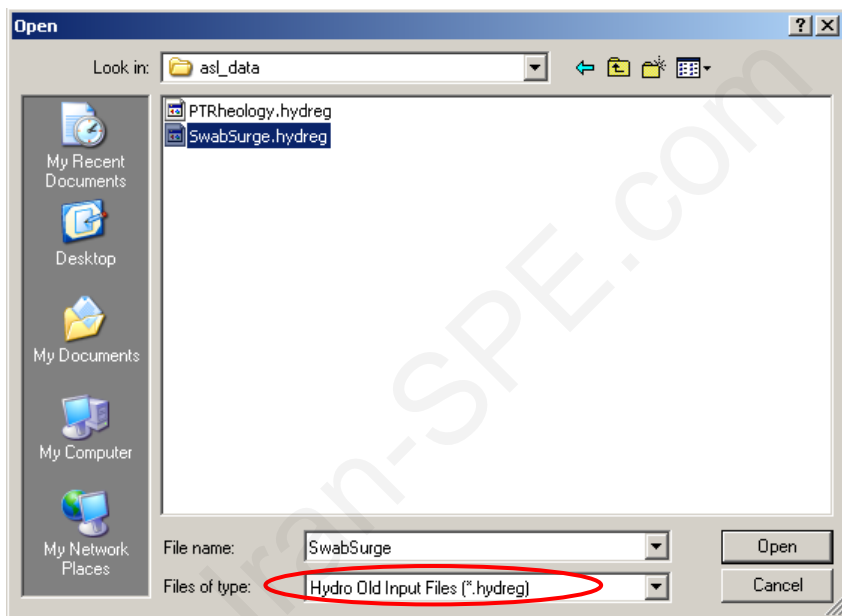 Open
Look in:
asl_data
PTRheology.hydreg
SwabSurge.hydreg
My Recent
Documents
Desktop
My Documents
My Computer
My Network
Places
File name:
SwabSurge
Open
Files of type:
Hydro Old Input Files (*.hydreg)
Cancel
Iran-SPE.com